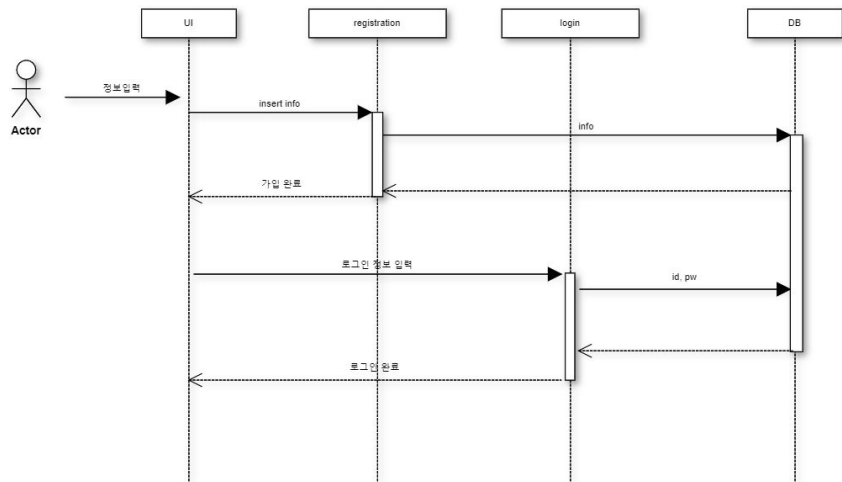 UI
registration
login
DB
정보입력
Actor
insert info
info
가입 완료
로그인 정보 입력
id, pw
로그인 완료